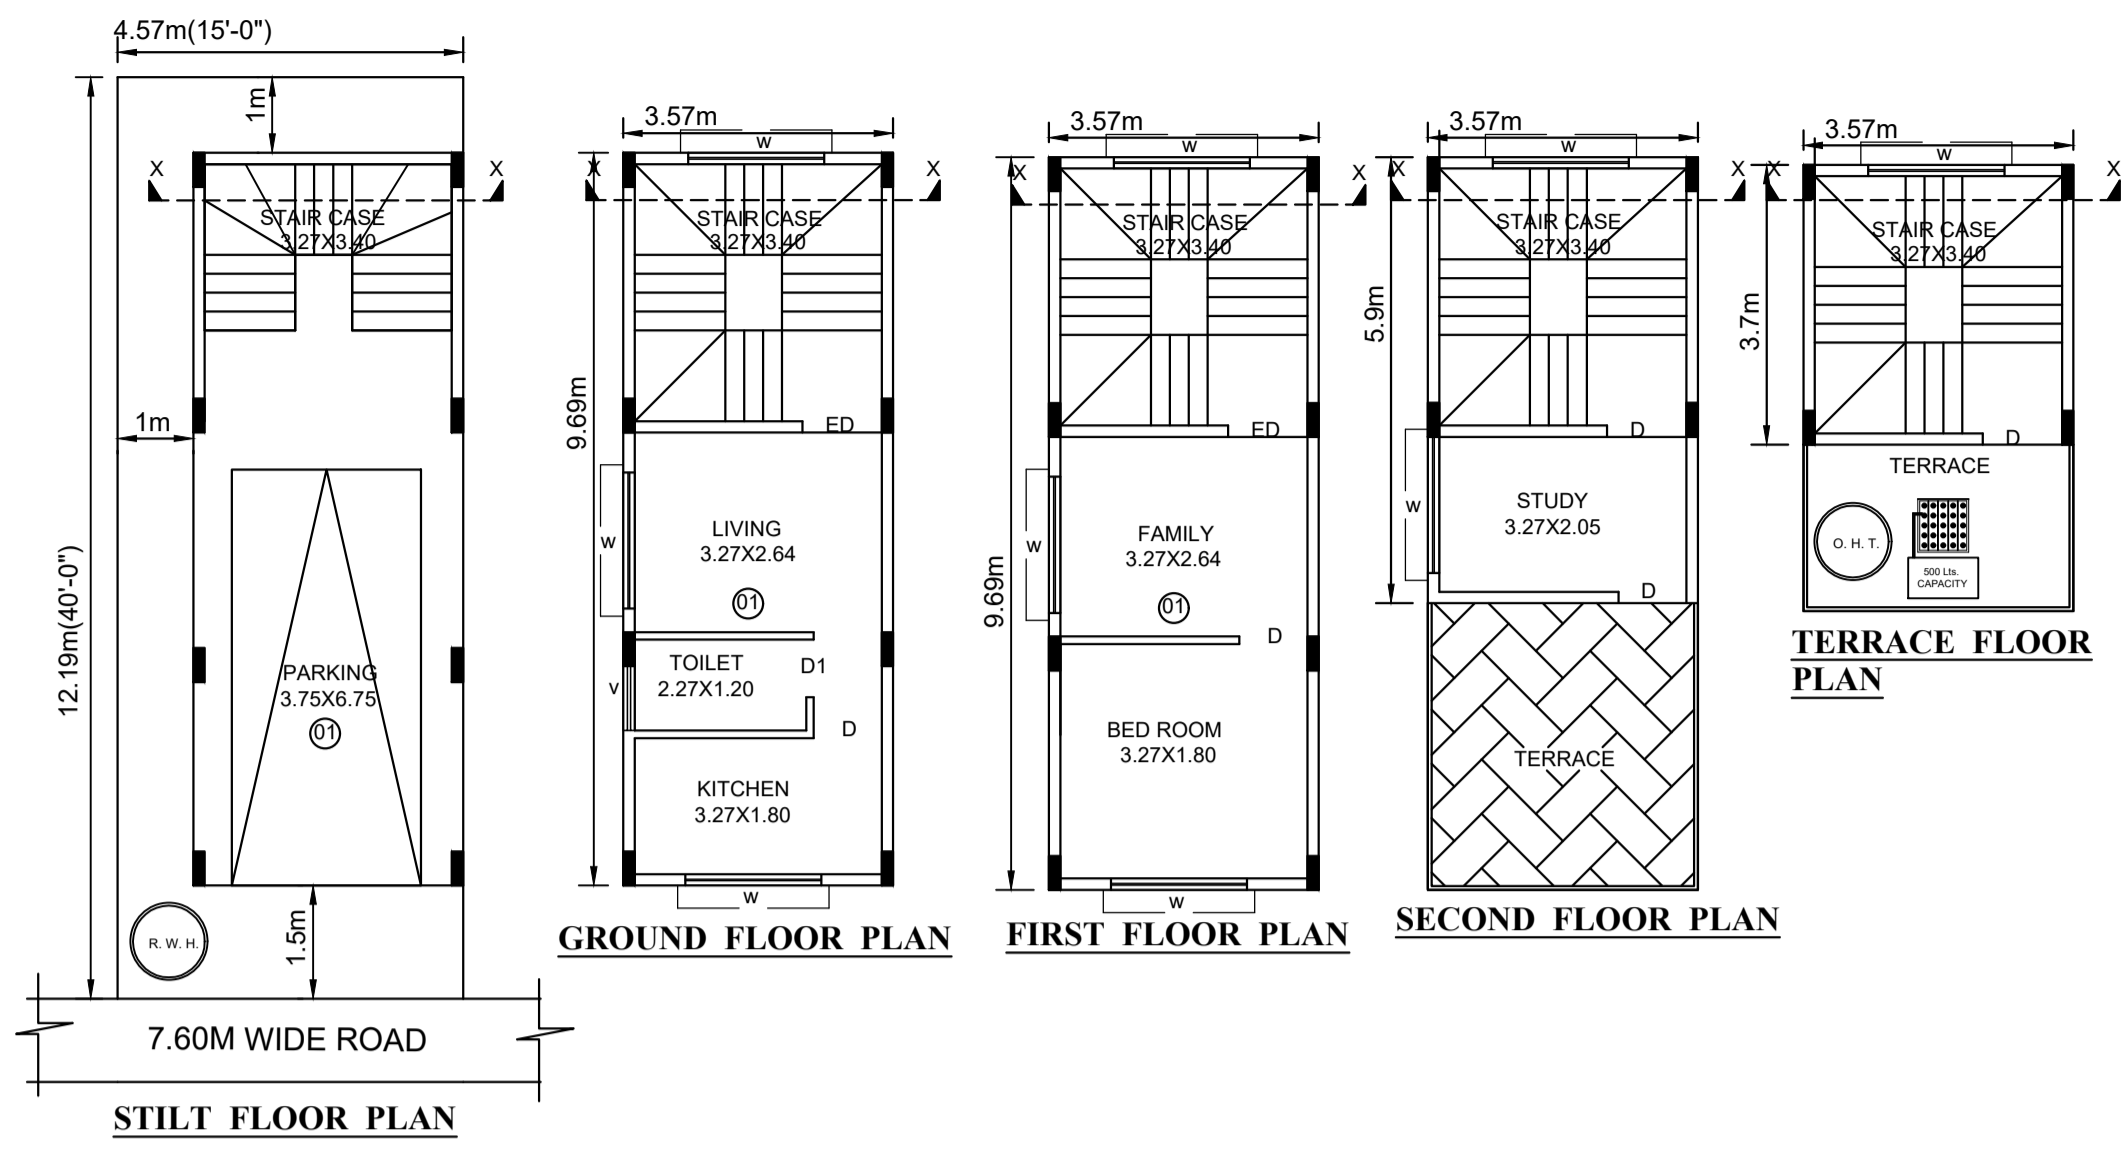 4.57m(15'-0")
1m
X
X
STAIR CASE
3.27X3.40
1m
12.19m(40'-0")
PARKING
3.75X6.75
01
1.5m
R. W. H.
7.60M WIDE ROAD
STILT FLOOR PLAN
3.57m
W
X
X
STAIR CASE
3.27X3.40
9.69m
ED
W
LIVING
3.27X2.64
01
TOILET
2.27X1.20
D1
V
D
KITCHEN
3.27X1.80
W
GROUND FLOOR PLAN
3.57m
W
X
X
STAIR CASE
3.27X3.40
9.69m
ED
W
FAMILY
3.27X2.64
01
D
BED ROOM
3.27X1.80
W
FIRST FLOOR PLAN
3.57m
W
X
X
STAIR CASE
3.27X3.40
5.9m
D
W
STUDY
3.27X2.05
D
TERRACE
SECOND FLOOR PLAN
3.57m
W
X
X
STAIR CASE
3.27X3.40
3.7m
D
TERRACE
O. H. T.
500 Lts.
CAPACITY
TERRACE FLOOR
PLAN